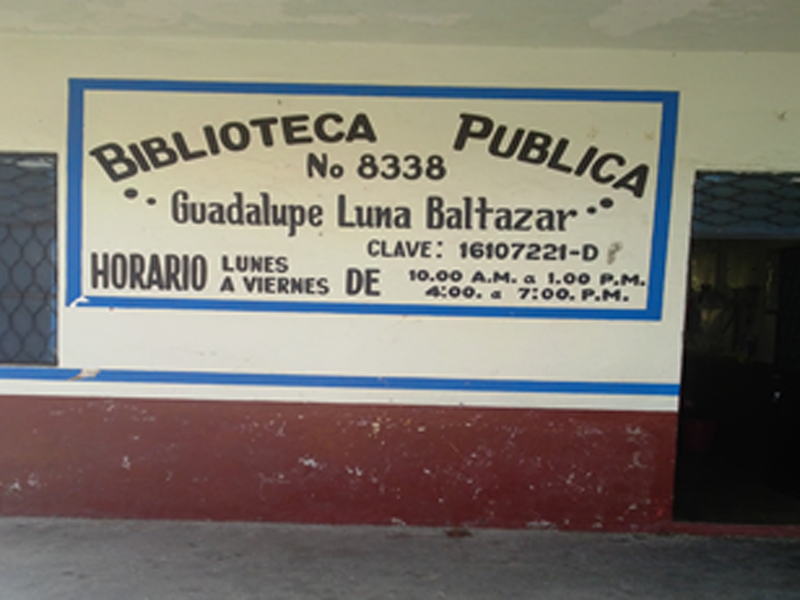 BIBLIOTECA PUBLICA
No 8338
Guadalupe Luna Baltazar
CLAVE: 16107221-D
HORARIO LUNES A VIERNES DE 10.00 A.M. a 1.00 P.M.
4:00. a 7:00. P.M.